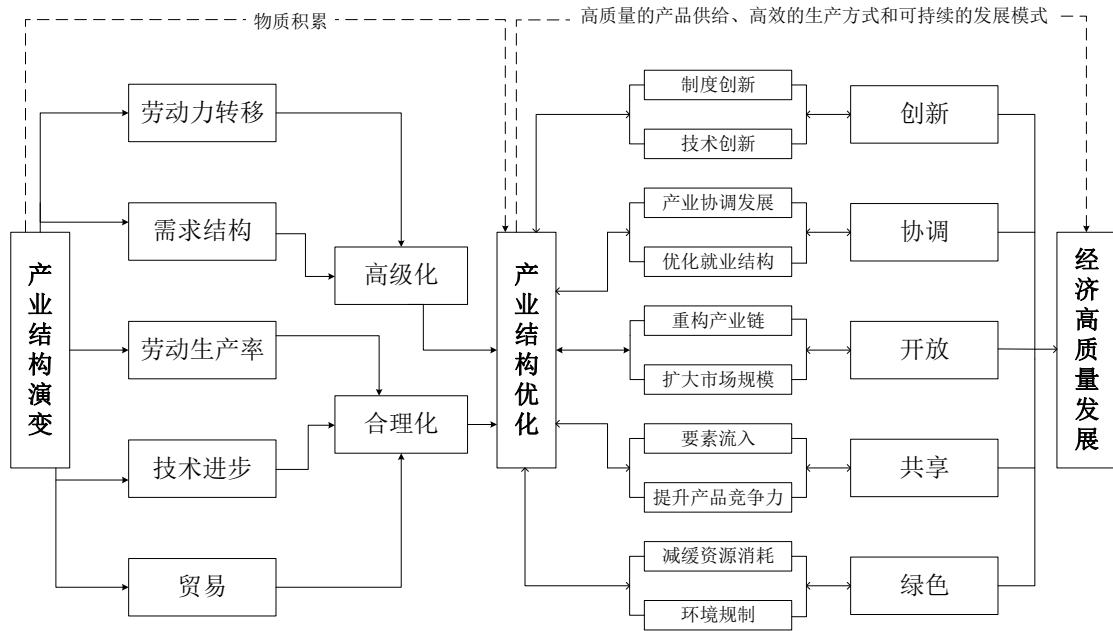 物质积累
高质量的产品供给、高效的生产方式和可持续的发展模式
产业结构演变
劳动力转移
需求结构
劳动生产率
技术进步
贸易
高级化
合理化
产业结构优化
制度创新
技术创新
产业协调发展
优化就业结构
重构产业链
扩大市场规模
要素流入
提升产品竞争力
减缓资源消耗
环境规制
创新
协调
开放
共享
绿色
经济高质量发展